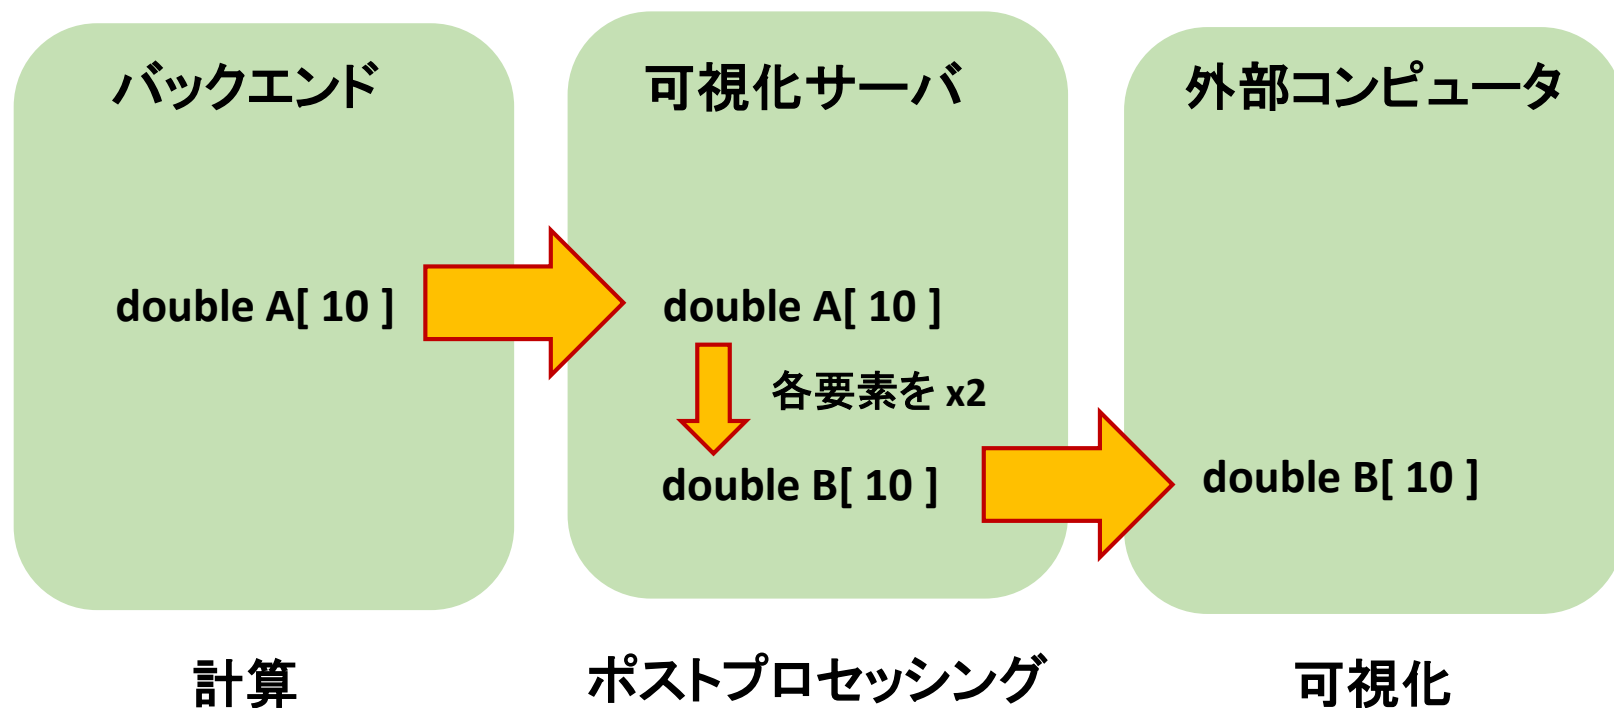 バックエンド
可視化サーバ
外部コンピュータ
double A[ 10 ]
double A[ 10 ]
各要素を x2
double B[ 10 ]
double B[ 10 ]
計算
ポストプロセッシング
可視化